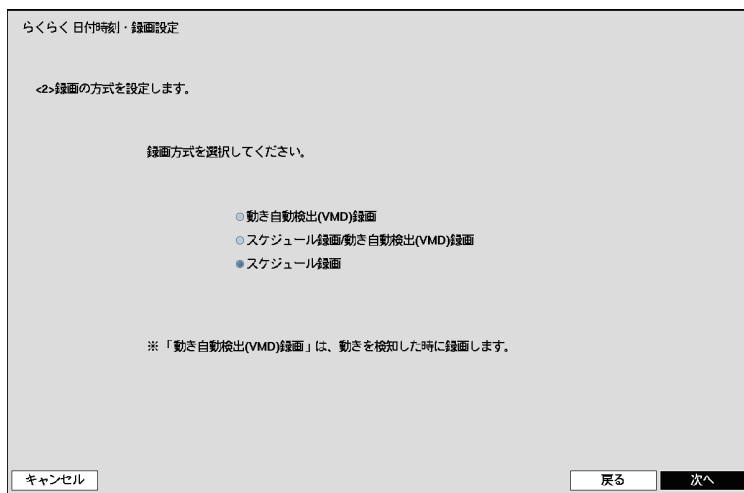 らくらく日付時刻・録画設定
<2>録画の方式を設定します。
録画方式を選択してください。
動き自動検出(VMD)録画
スケジュール録画/動き自動検出(VMD)録画
スケジュール録画
※「動き自動検出(VMD)録画」は、動きを検知した時に録画します。
キャンセル 戻る 次へ